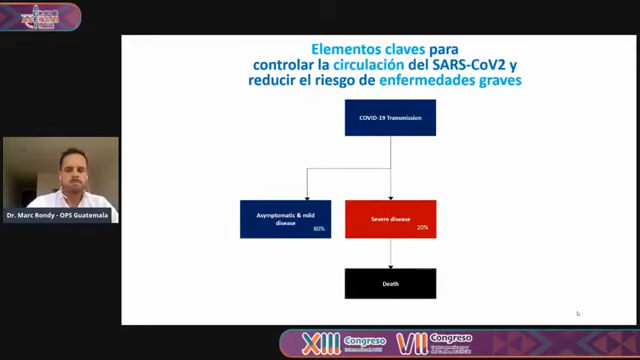 Elementos claves para
controlar la circulación del SARS-CoV2 y
reducir el riesgo de enfermedades graves
COVID-19 Transmission
Asymptomatic & mild
disease
80%
Severe disease
20%
Death
Dr. Marc Rondy - OPS Guatemala
XIII Congreso
VII Congreso